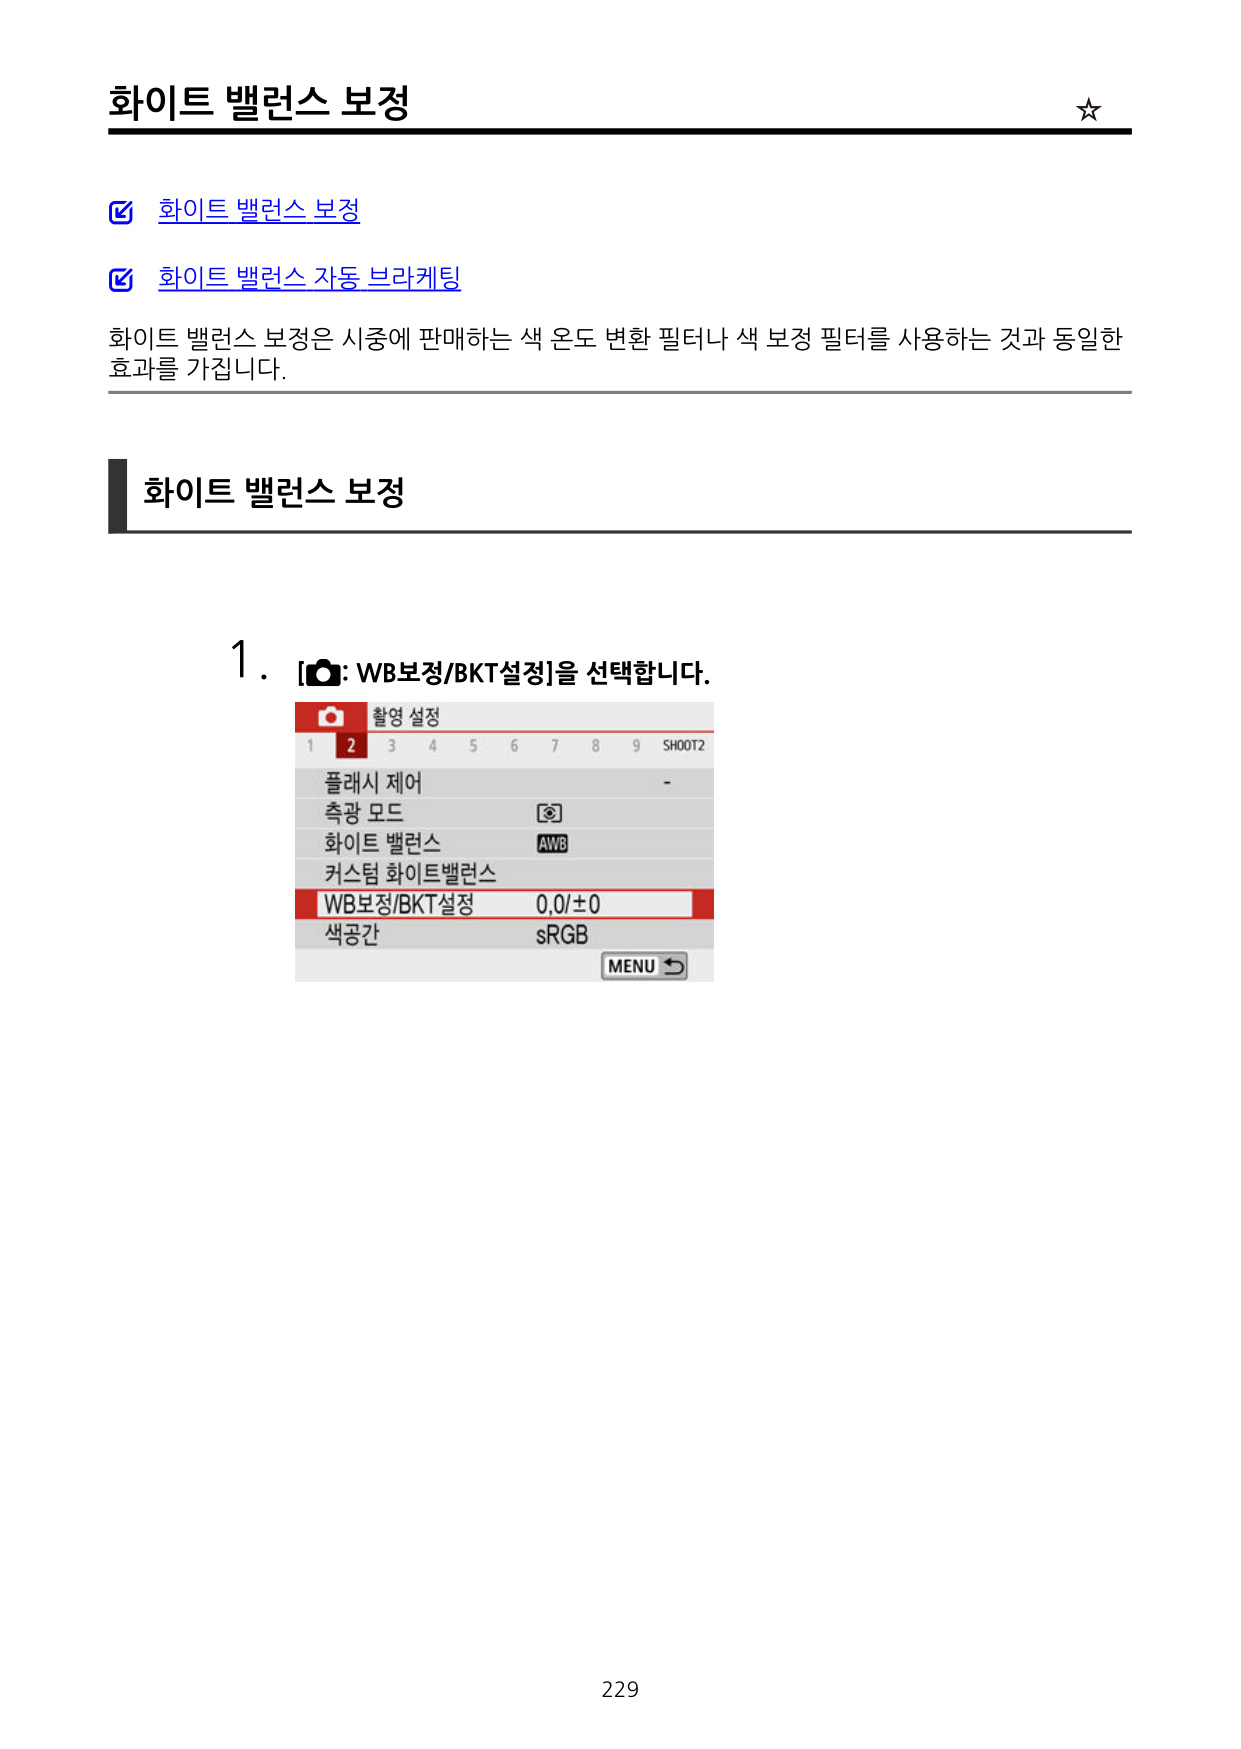 화이트 밸런스 보정 ☆
화이트 밸런스 보정
화이트 밸런스 자동 브라케팅
화이트 밸런스 보정은 시중에 판매하는 색 온도 변환 필터나 색 보정 필터를 사용하는 것과 동일한
효과를 가집니다.
화이트 밸런스 보정
1. [: WB보정/BKT설정]을 선택합니다.
촬영 설정
1 2 3 4 5 6 7 8 9 SHOOT2
플래시 제어 -
측광 모드
화이트 밸런스 AWB
커스텀 화이트밸런스
WB보정/BKT설정 0,0/±0
색공간 sRGB
MENU
229